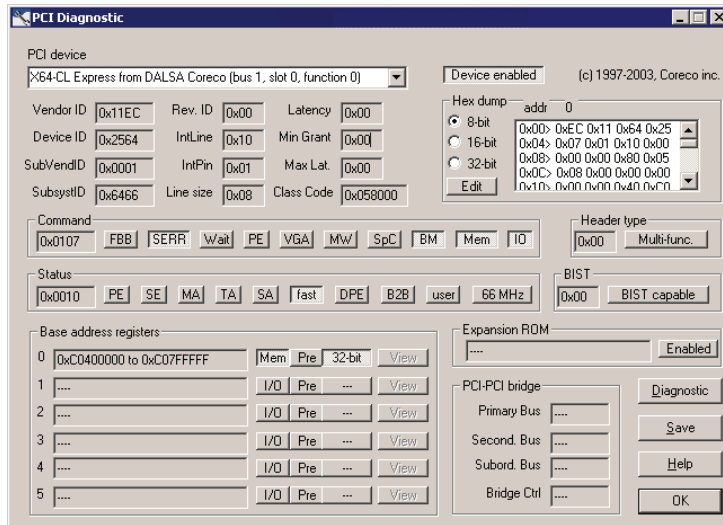 PCI Diagnostic
PCI device
X64-CL Express from DALSA Coreco (bus 1, slot 0, function 0)
Device enabled
(c) 1997-2003, Coreco inc.
Vendor ID 0x11EC Rev. ID 0x00 Latency 0x00
Device ID 0x2564 IntLine 0x10 Min Grant 0x00
SubVendID 0x0001 IntPin 0x01 Max Lat. 0x00
SubsystID 0x6466 Line size 0x08 Class Code 0x058000
Hex dump addr 0
8-bit
16-bit
32-bit
Edit
0x00> 0xEC 0x11 0x64 0x25
0x04> 0x07 0x01 0x10 0x00
0x08> 0x00 0x00 0x80 0x05
0x0C> 0x08 0x00 0x00 0x00
0x10> 0x00 0x00 0x40 0xC0
Command
0x0107 FBB SERR Wait PE VGA MW SpC BM Mem IO
Header type
0x00 Multi-func.
Status
0x0010 PE SE MA TA SA fast DPE B2B user 66 MHz
BIST
0x00 BIST capable
Base address registers
0 0xC0400000 to 0xC07FFFFF Mem Pre 32-bit View
1 ---- I/O Pre --- View
2 ---- I/O Pre --- View
3 ---- I/O Pre --- View
4 ---- I/O Pre --- View
5 ---- I/O Pre --- View
Expansion ROM
---- Enabled
PCI-PCI bridge
Primary Bus ----
Second. Bus ----
Subord. Bus ----
Bridge Ctrl ----
Diagnostic
Save
Help
OK